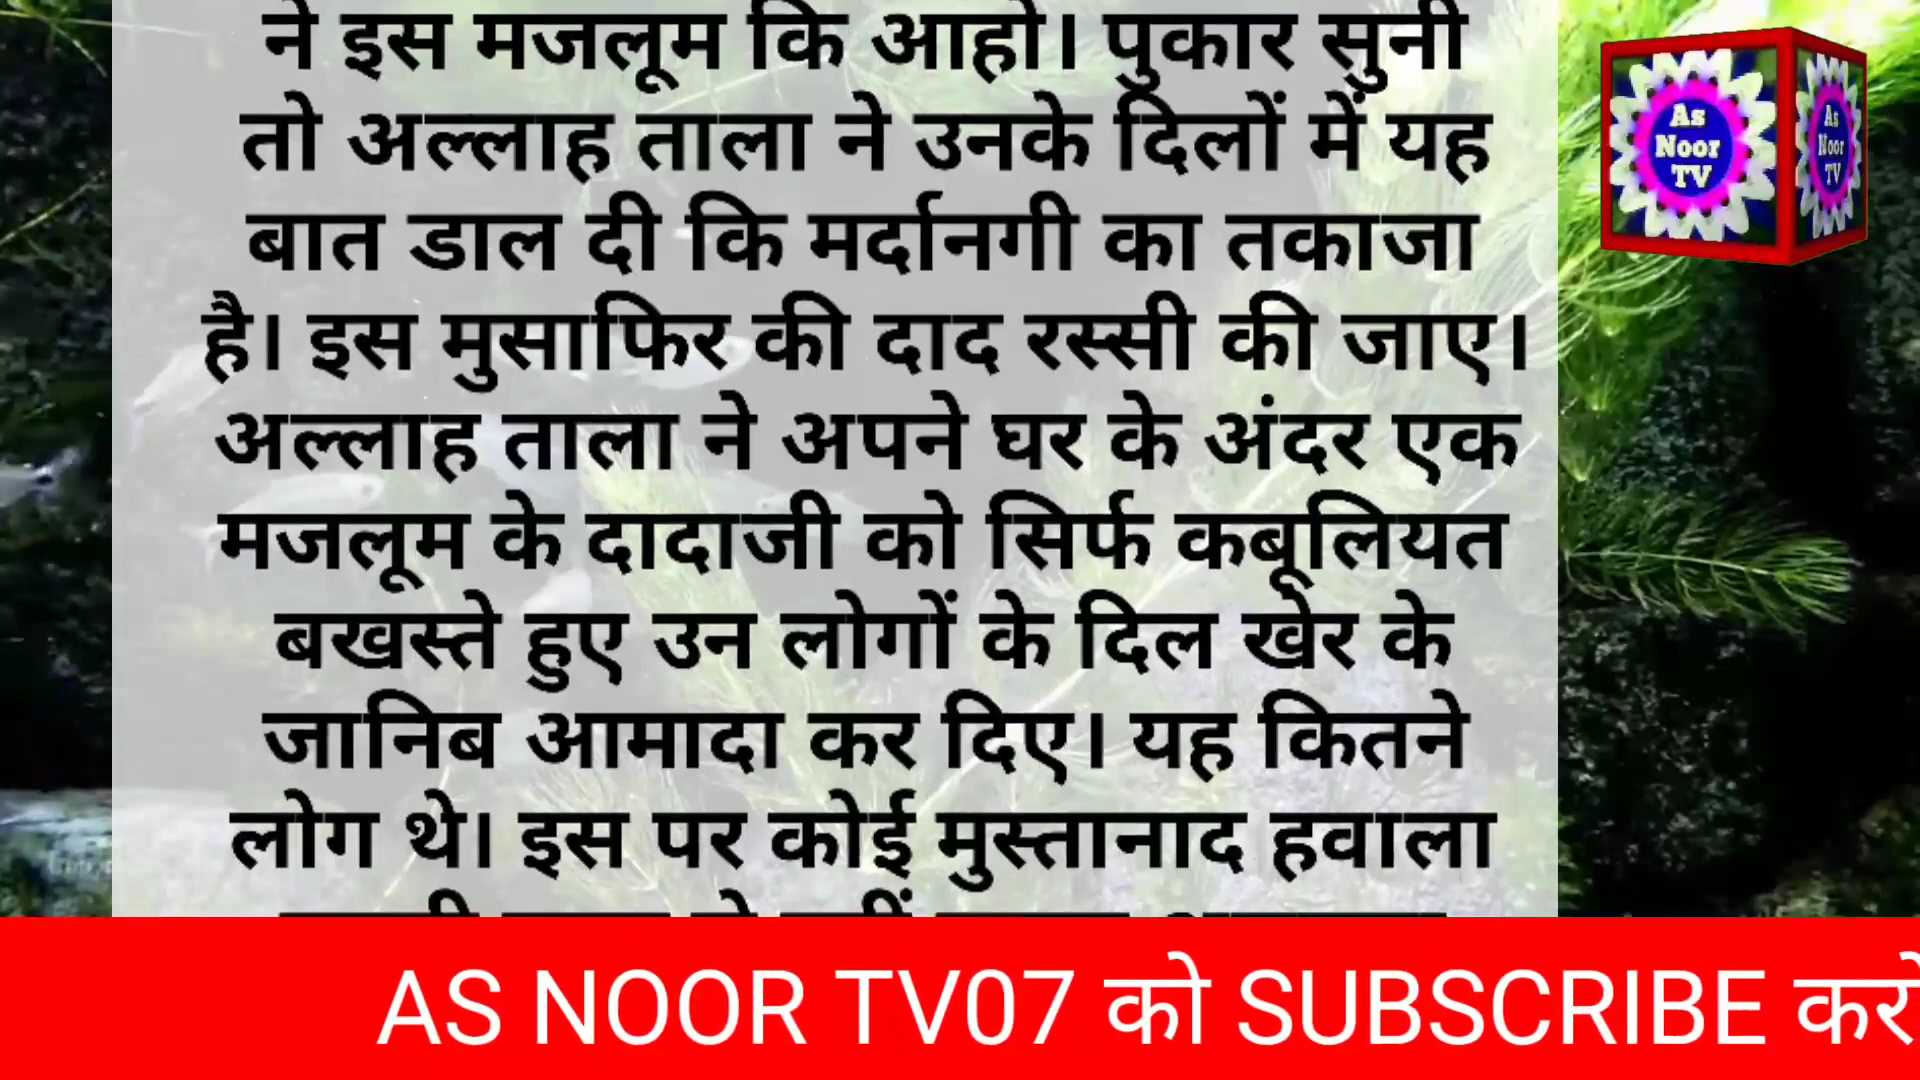 ने इस मजलूम कि आहो। पुकार सुनी
तो अल्लाह ताला ने उनके दिलों में यह
बात डाल दी कि मर्दानगी का तकाजा
है। इस मुसाफिर की दाद रस्सी की जाए।
अल्लाह ताला ने अपने घर के अंदर एक
मजलूम के दादाजी को सिर्फ कबूलियत
बखस्ते हुए उन लोगों के दिल खेर के
जानिब आमादा कर दिए। यह कितने
लोग थे। इस पर कोई मुस्तानाद हवाला
As
Noor
TV
As
Noor
TV
AS NOOR TV07 को SUBSCRIBE करे